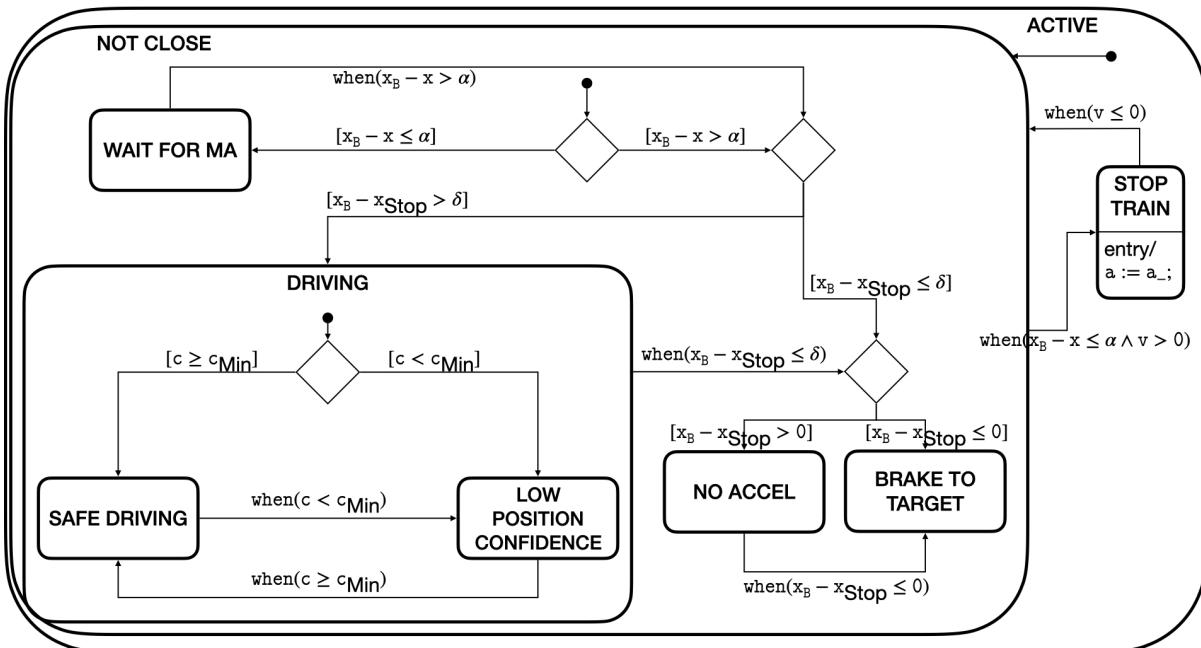 ACTIVE
NOT CLOSE
when(x_B − x > α)
when(v ≤ 0)
WAIT FOR MA
[x_B − x ≤ α]
[x_B − x > α]
STOP
TRAIN
entry/
a := a_−;
[x_B − x_Stop > δ]
DRIVING
[x_B − x_Stop ≤ δ]
when(x_B − x ≤ α ∧ v > 0)
[c ≥ c_Min]
[c < c_Min]
when(x_B − x_Stop ≤ δ)
[x_B − x_Stop > 0]
[x_B − x_Stop ≤ 0]
SAFE DRIVING
when(c < c_Min)
LOW
POSITION
CONFIDENCE
NO ACCEL
BRAKE TO
TARGET
when(c ≥ c_Min)
when(x_B − x_Stop ≤ 0)